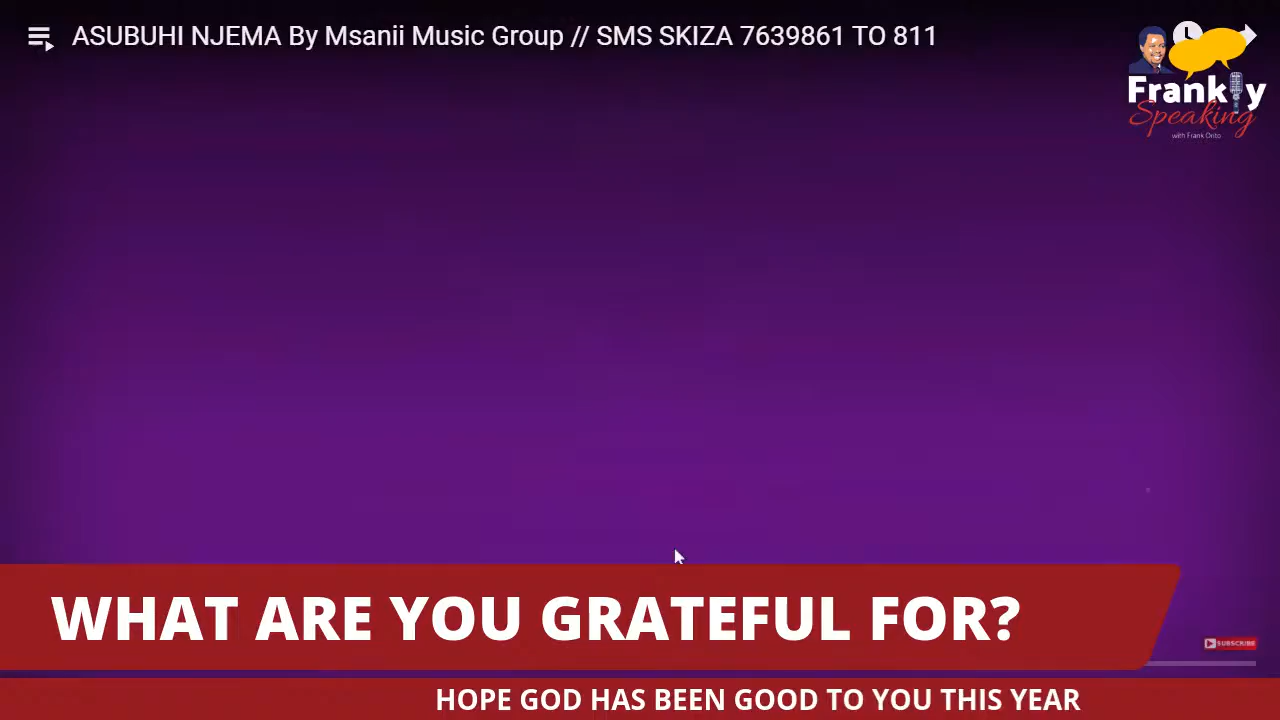 ASUBUHI NJEMA By Msanii Music Group // SMS SKIZA 7639861 TO 811
Frankly
Speaking
with Frank Orito
WHAT ARE YOU GRATEFUL FOR?
SUBSCRIBE
HOPE GOD HAS BEEN GOOD TO YOU THIS YEAR